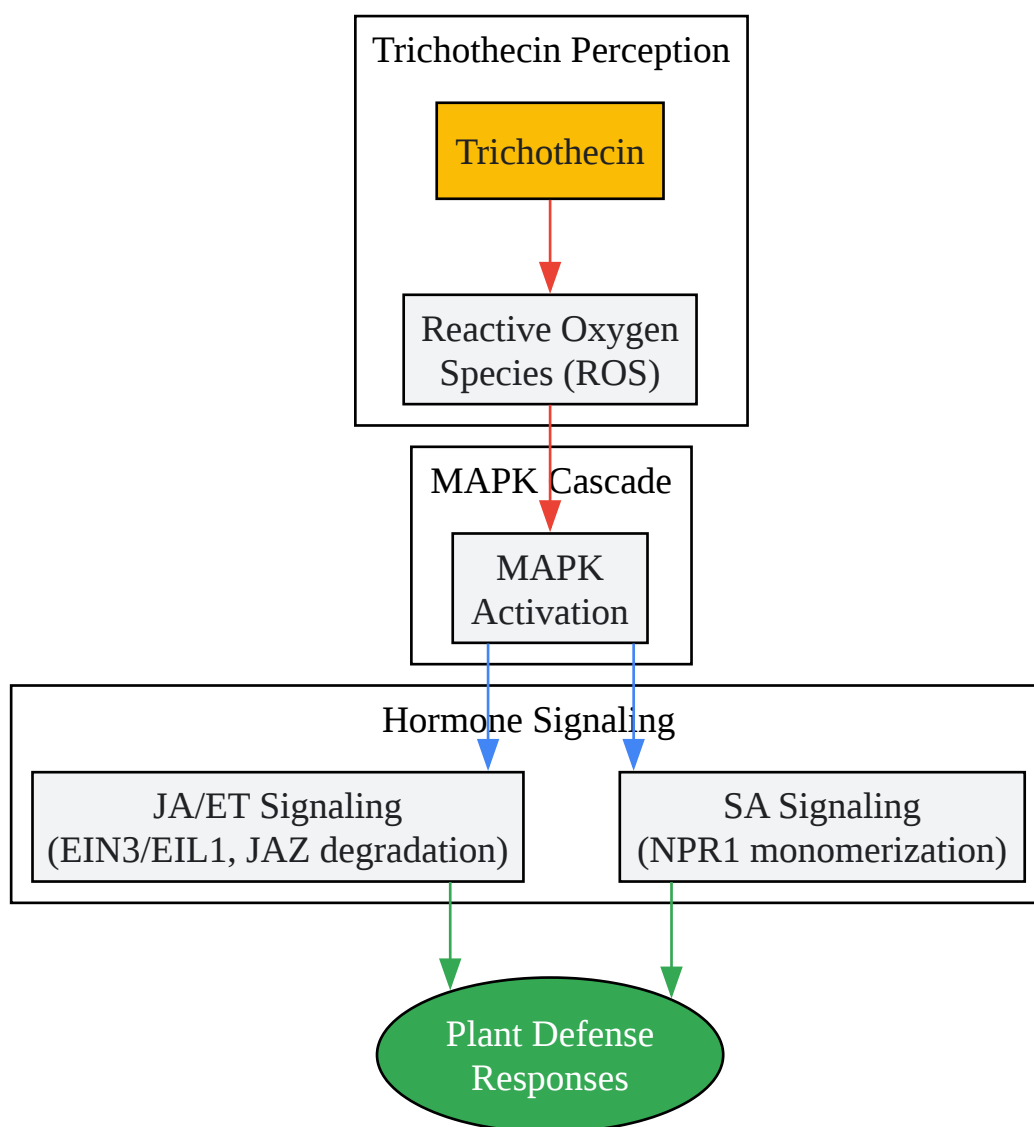 Trichothecin Perception
Trichothecin
Reactive Oxygen
Species (ROS)
MAPK Cascade
MAPK
Activation
Hormone Signaling
JA/ET Signaling
(EIN3/EIL1, JAZ degradation)
SA Signaling
(NPR1 monomerization)
Plant Defense
Responses